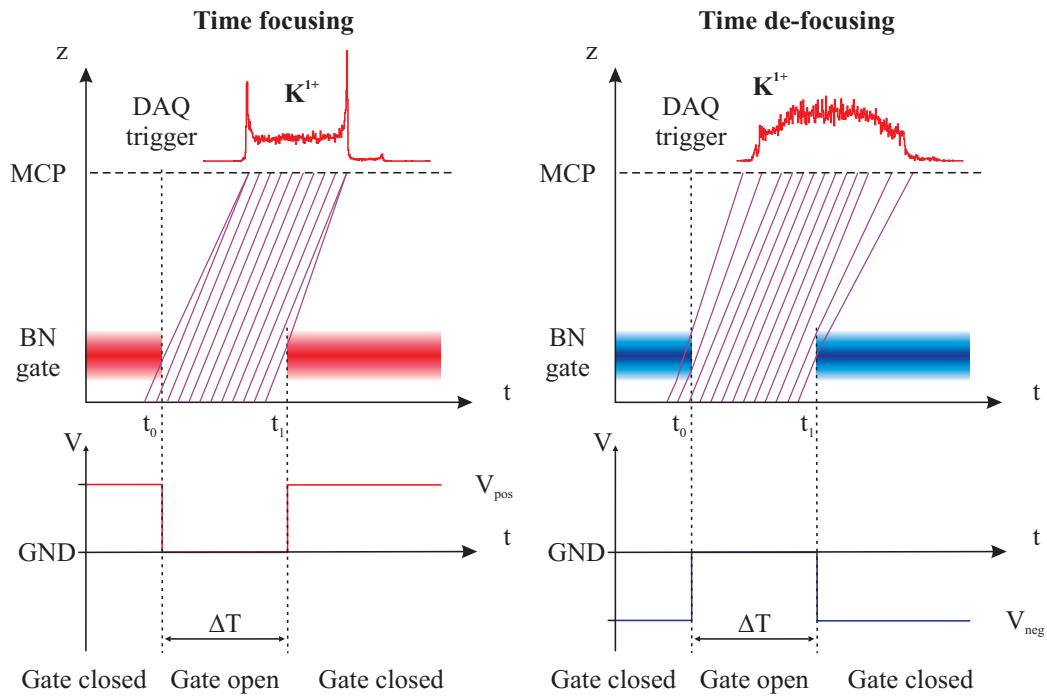 Time focusing
z
DAQ
trigger
K1+
MCP
BN
gate
t
t0
t1
V
Vpos
t
GND
ΔT
Gate closed
Gate open
Gate closed
Time de-focusing
z
DAQ
trigger
K1+
MCP
BN
gate
t
t0
t1
V
t
GND
ΔT
Vneg
Gate closed
Gate open
Gate closed